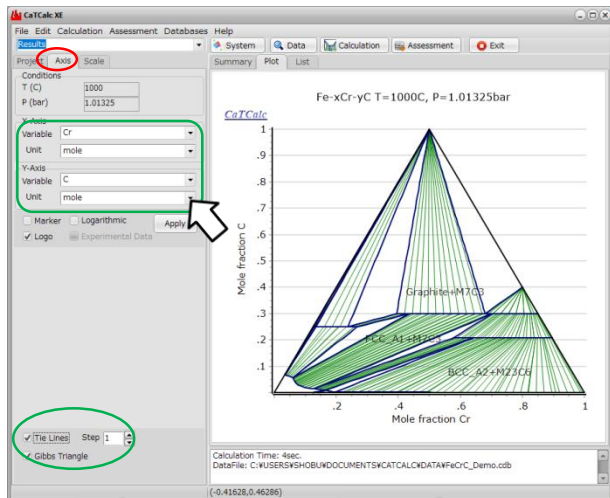 CaTCalc XE
File Edit Calculation Assessment Databases Help
Results
System Data Calculation Assessment Exit
Project Axis Scale
Summary Plot List
Conditions
T (C) 1000
P (bar) 1.01325
X-Axis
Variable Cr
Unit mole
Y-Axis
Variable C
Unit mole
Marker Logarithmic Apply
Logo Experimental Data
Tie Lines Step 1
Gibbs Triangle
Fe-xCr-yC T=1000C, P=1.01325bar
CaTCalc
1
.9
.8
.7
.6
.5
.4
.3
.2
.1
Mole fraction C
Graphite+M7C3
FCC_A1+M7C3
BCC_A2+M23C6
.2 .4 .6 .8 1
Mole fraction Cr
Calculation Time: 4sec.
DataFile: C:¥USERS¥SHOBU¥DOCUMENTS¥CATCALC¥DATA¥FeCrC_Demo.cdb
(-0.41628,0.46286)